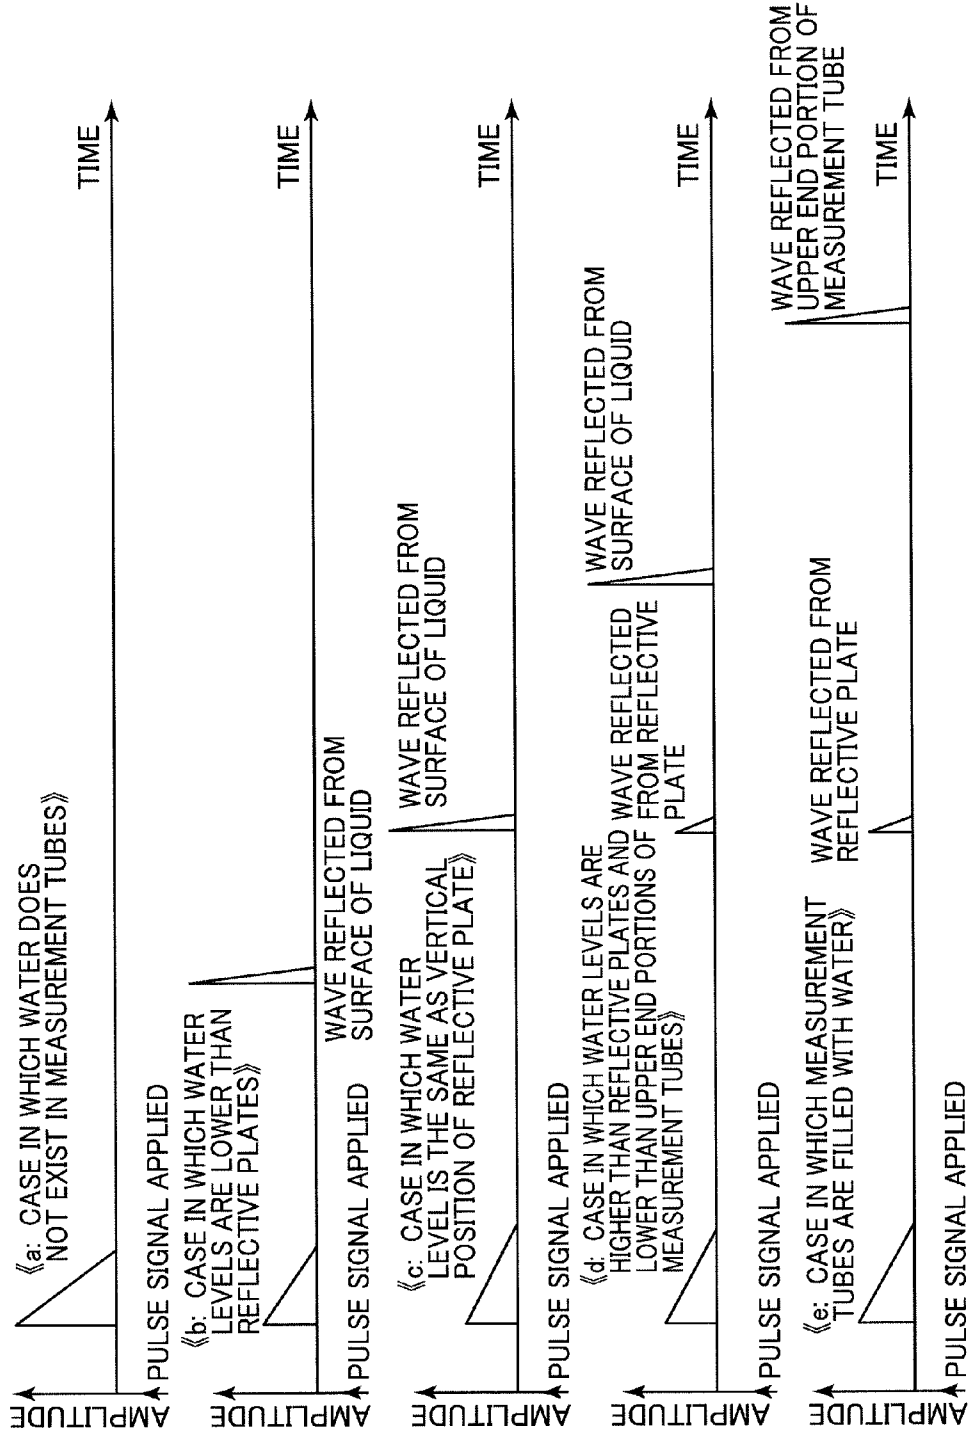 《a: CASE IN WHICH WATER DOES
NOT EXIST IN MEASUREMENT TUBES》
AMPLITUDE
PULSE SIGNAL APPLIED
TIME
《b: CASE IN WHICH WATER
LEVELS ARE LOWER THAN
REFLECTIVE PLATES》
AMPLITUDE
PULSE SIGNAL APPLIED
WAVE REFLECTED FROM
SURFACE OF LIQUID
TIME
《c: CASE IN WHICH WATER
LEVEL IS THE SAME AS VERTICAL
POSITION OF REFLECTIVE PLATE》
AMPLITUDE
PULSE SIGNAL APPLIED
WAVE REFLECTED FROM
SURFACE OF LIQUID
TIME
《d: CASE IN WHICH WATER LEVELS ARE
HIGHER THAN REFLECTIVE PLATES AND
LOWER THAN UPPER END PORTIONS OF
MEASUREMENT TUBES》
AMPLITUDE
PULSE SIGNAL APPLIED
WAVE REFLECTED
FROM REFLECTIVE
PLATE
WAVE REFLECTED FROM
SURFACE OF LIQUID
TIME
《e: CASE IN WHICH MEASUREMENT
TUBES ARE FILLED WITH WATER》
AMPLITUDE
PULSE SIGNAL APPLIED
WAVE REFLECTED FROM
REFLECTIVE PLATE
WAVE REFLECTED FROM
UPPER END PORTION OF
MEASUREMENT TUBE
TIME